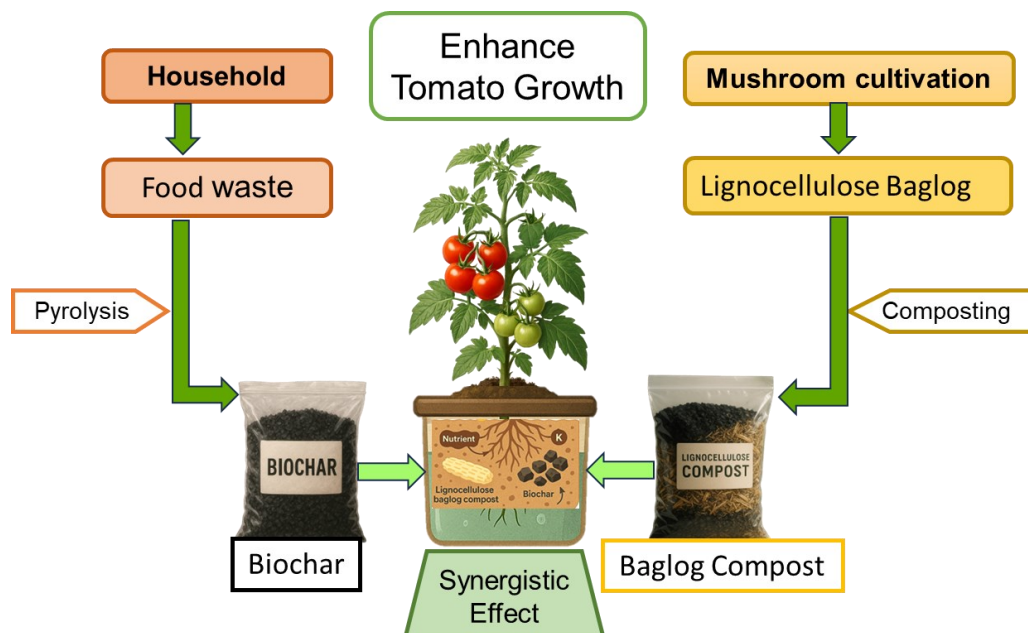 Household
Food waste
Pyrolysis
BIOCHAR
Biochar
Enhance
Tomato Growth
Nutrient
K
Lignocellulose
baglog compost
Biochar
Synergistic
Effect
Mushroom cultivation
Lignocellulose Baglog
Composting
LIGNOCELLULOSE
COMPOST
Baglog Compost